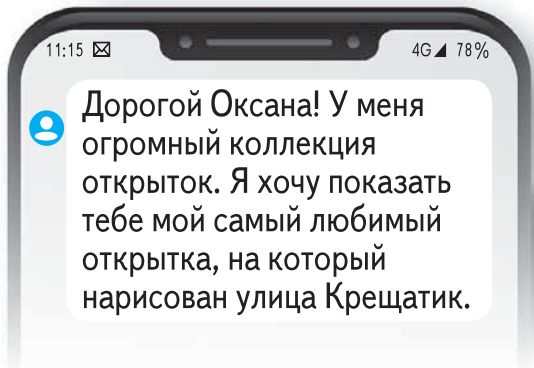 11:15 4G 78%
Дорогой Оксана! У меня
огромный коллекция
открыток. Я хочу показать
тебе мой самый любимый
открытка, на который
нарисован улица Крещатик.